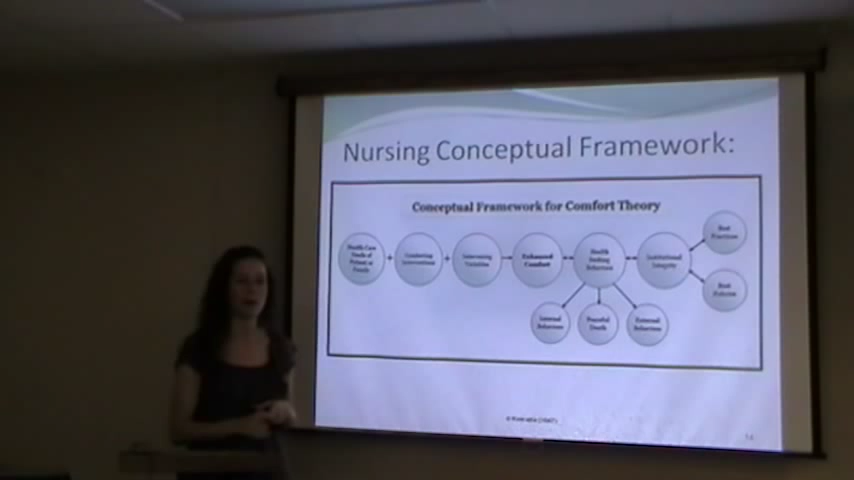 Nursing Conceptual Framework:
Conceptual Framework for Comfort Theory
Health Care
Needs of
Patient or
Family
+
Comforting
Interventions
+
Intervening
Variables
Enhanced
Comfort
Health
Seeking
Behaviors
Institutional
Integrity
Best
Practices
Best
Policies
Internal
Behaviors
Peaceful
Death
External
Behaviors
14